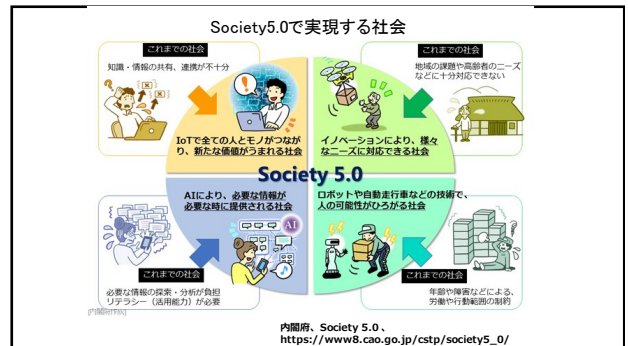 Society5.0で実現する社会
これまでの社会
知識・情報の共有、連携が不十分
IoTで全ての人とモノがつなが
り、新たな価値がうまれる社会
これまでの社会
地域の課題や高齢者のニーズ
などに十分対応できない
イノベーションにより、様々
なニーズに対応できる社会
Society 5.0
AIにより、必要な情報が
必要な時に提供される社会
AI
これまでの社会
必要な情報の探索・分析が負担
リテラシー（活用能力）が必要
ロボットや自動走行車などの技術で、
人の可能性がひろがる社会
これまでの社会
年齢や障害などによる、
労働や行動範囲の制約
[内閣府作成]
内閣府、Society 5.0、
https://www8.cao.go.jp/cstp/society5_0/